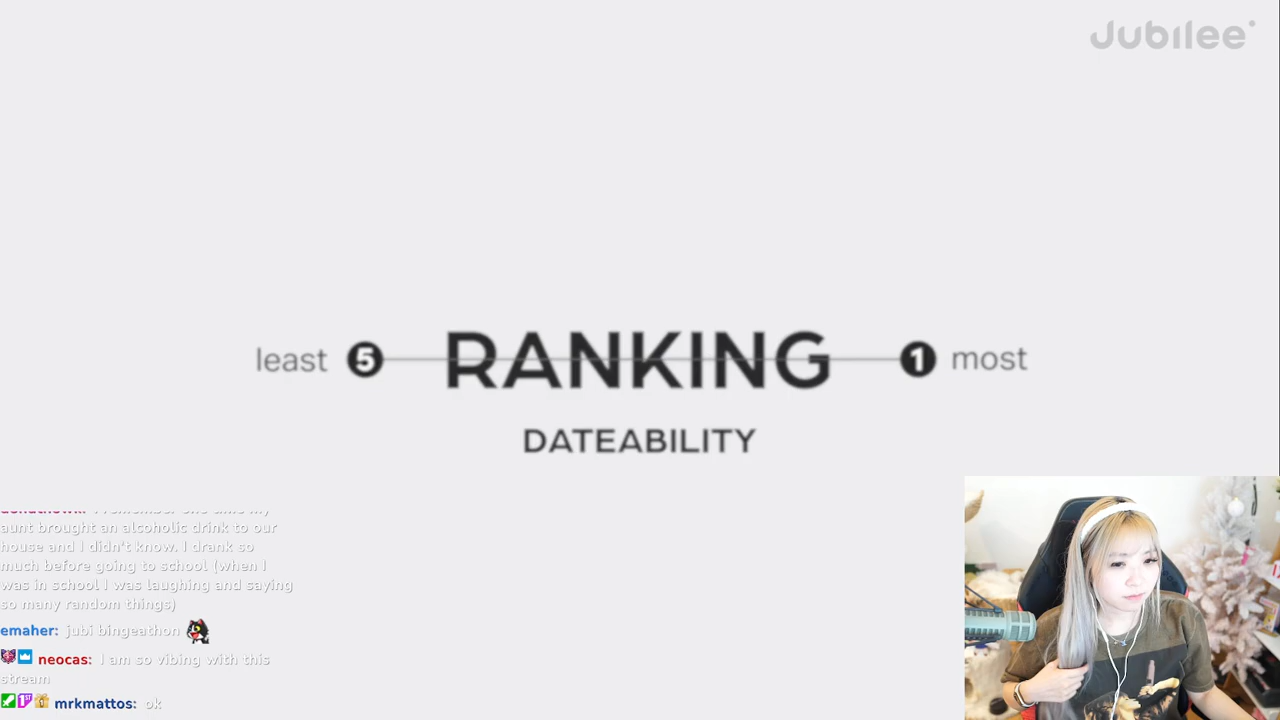 Jubilee
least 5 RANKING 1 most
DATEABILITY
aunt brought an alcoholic drink to our
house and I didn't know. I drank so
much before going to school (when I
was in school I was laughing and saying
so many random things)
emaher: jubi bingeathon
neocas: I am so vibing with this
stream
mrkmattos: ok